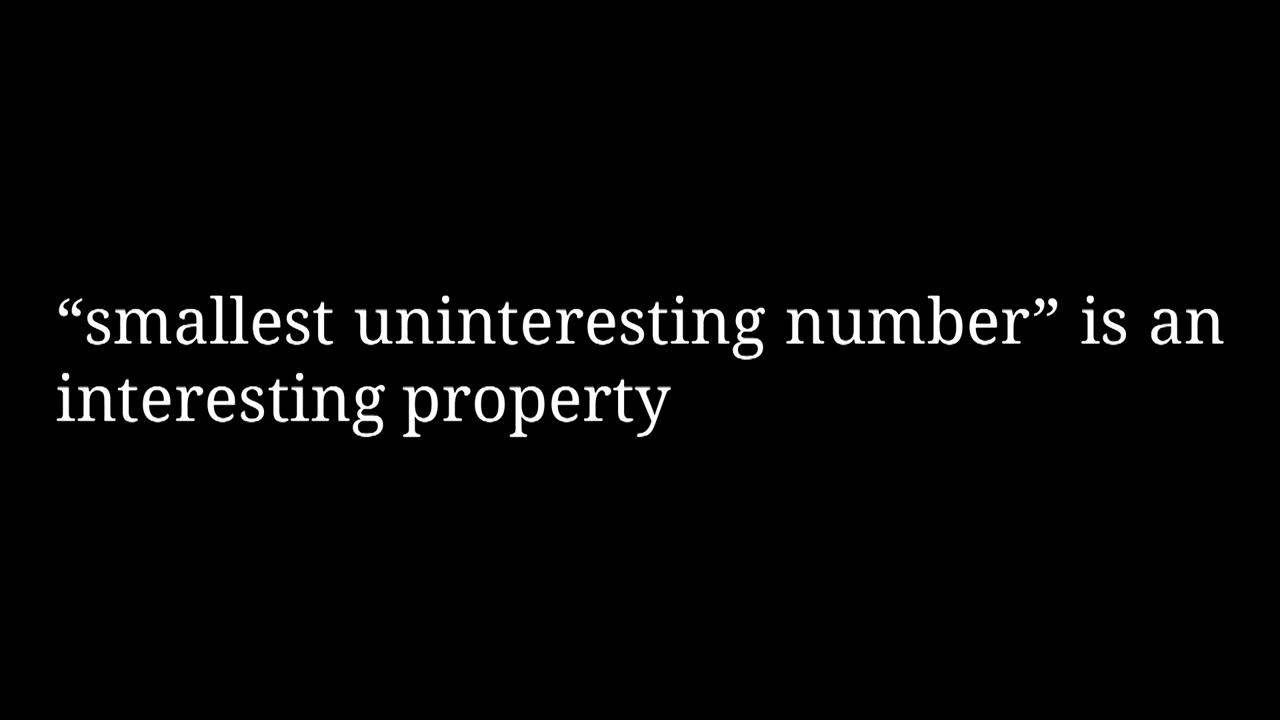 “smallest uninteresting number” is an
interesting property